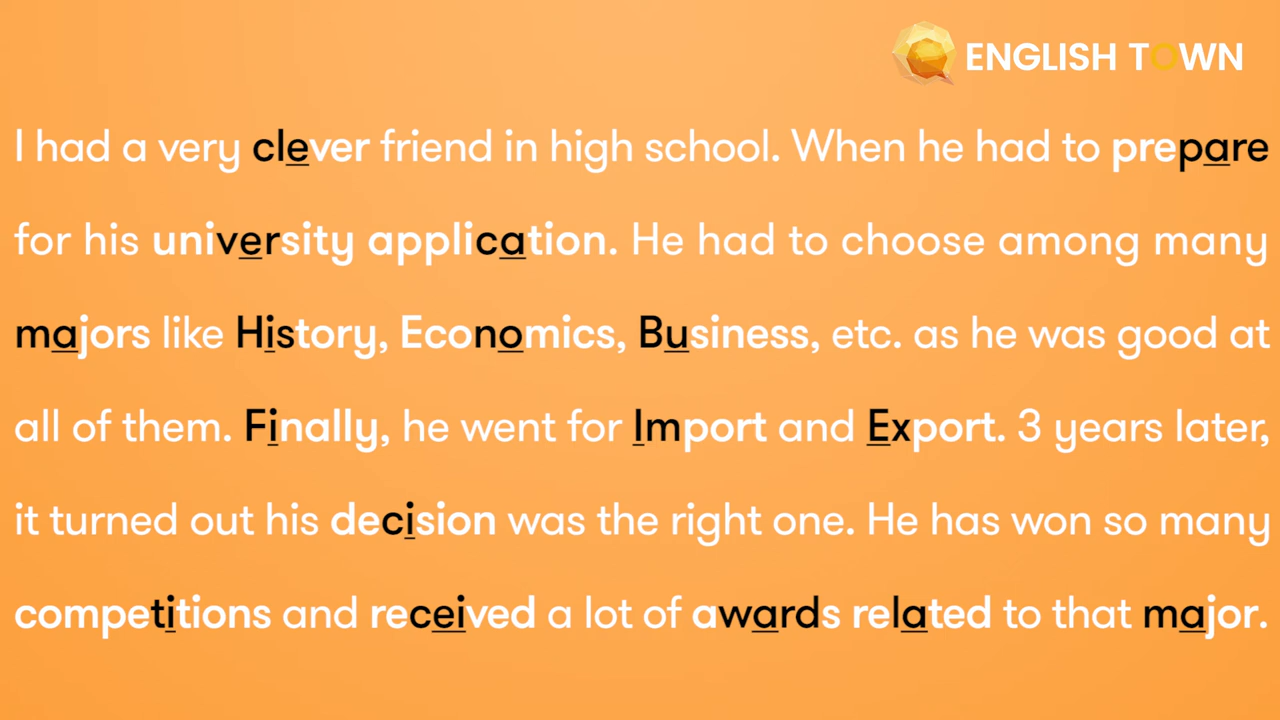 ENGLISH TOWN
I had a very clever friend in high school. When he had to prepare
for his university application. He had to choose among many
majors like History, Economics, Business, etc. as he was good at
all of them. Finally, he went for Import and Export. 3 years later,
it turned out his decision was the right one. He has won so many
competitions and received a lot of awards related to that major.